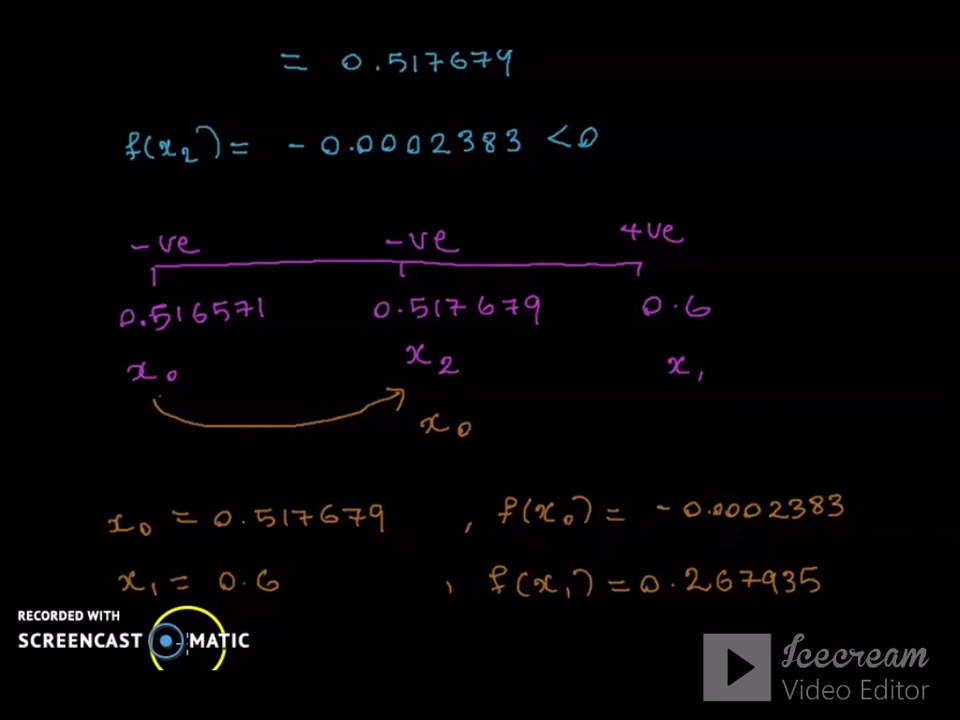 = 0.517679
f(x₂) = - 0.0002383 < 0
-ve -ve +ve
0.516571 0.517679 0.6
x₀ x₂ x₁
x₀
x₀ = 0.517679 , f(x₀) = - 0.0002383
x₁ = 0.6 , f(x₁) = 0.267935
RECORDED WITH
SCREENCAST MATIC
Icecream
Video Editor